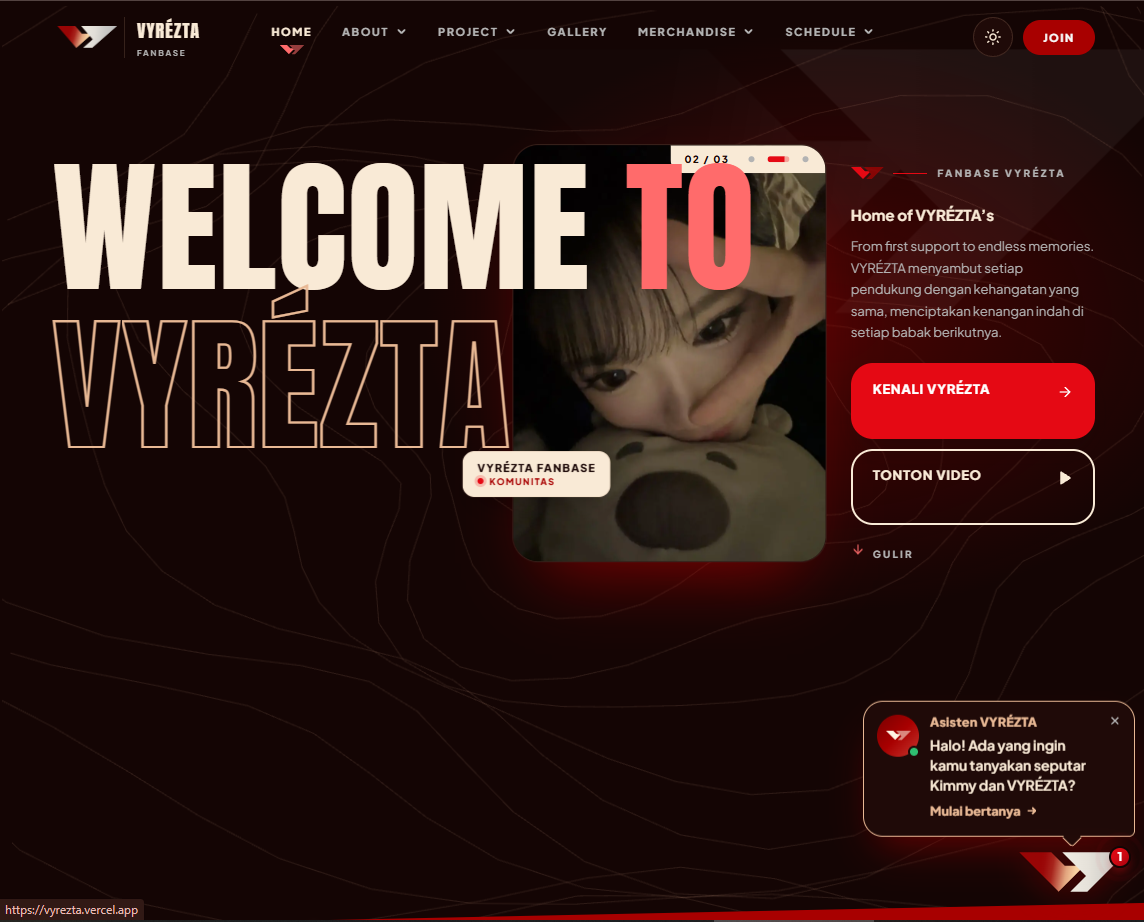 VYRÉZTA
FANBASE
HOME
ABOUT
PROJECT
GALLERY
MERCHANDISE
SCHEDULE
JOIN
WELCOME TO
VYRÉZTA
02 / 03
VYRÉZTA FANBASE
KOMUNITAS
FANBASE VYRÉZTA
Home of VYRÉZTA’s
From first support to endless memories.
VYRÉZTA menyambut setiap
pendukung dengan kehangatan yang
sama, menciptakan kenangan indah di
setiap babak berikutnya.
KENALI VYRÉZTA →
TONTON VIDEO
↓ GULIR
Asisten VYRÉZTA
Halo! Ada yang ingin
kamu tanyakan seputar
Kimmy dan VYRÉZTA?
Mulai bertanya →
1
https://vyrezta.vercel.app